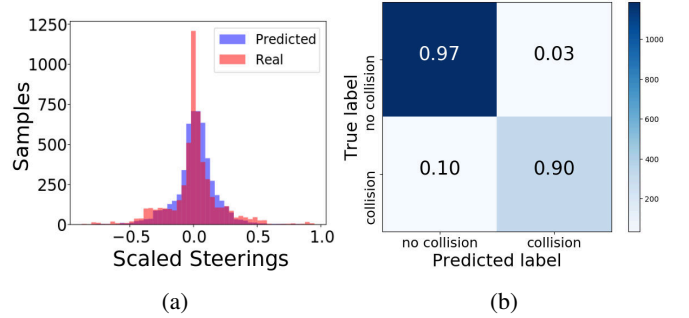 1250
1000
750
500
250
0
Samples
Predicted
Real
−0.5
0.0
0.5
1.0
Scaled Steerings
(a)
True label
no collision
collision
0.97
0.03
0.10
0.90
no collision
collision
Predicted label
1000
800
600
400
200
(b)